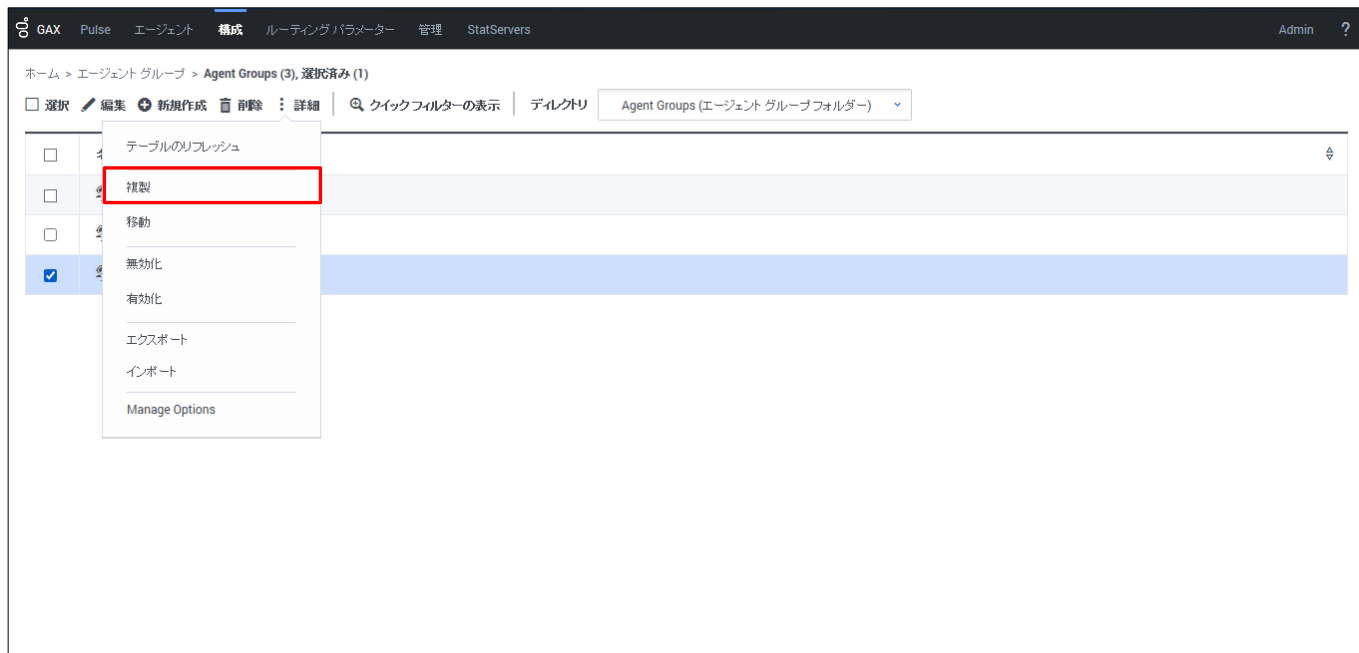 GAX Pulse エージェント 構成 ルーティング パラメーター 管理 StatServers Admin ?
ホーム > エージェント グループ > Agent Groups (3), 選択済み (1)
選択 編集 新規作成 削除 詳細 クイック フィルターの表示 ディレクトリ Agent Groups (エージェント グループ フォルダー)
テーブルのリフレッシュ
複製
移動
無効化
有効化
エクスポート
インポート
Manage Options